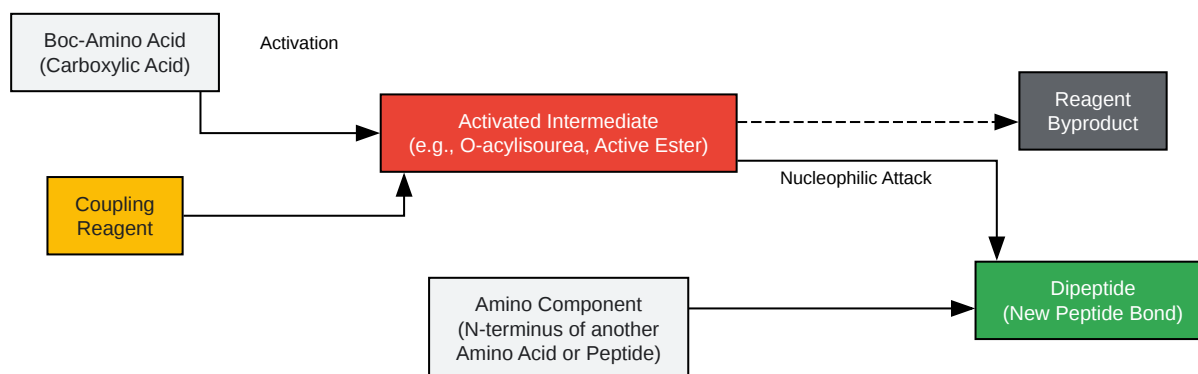 Boc-Amino Acid
(Carboxylic Acid)
Activation
Activated Intermediate
(e.g., O-acylisourea, Active Ester)
Reagent
Byproduct
Nucleophilic Attack
Coupling
Reagent
Amino Component
(N-terminus of another
Amino Acid or Peptide)
Dipeptide
(New Peptide Bond)